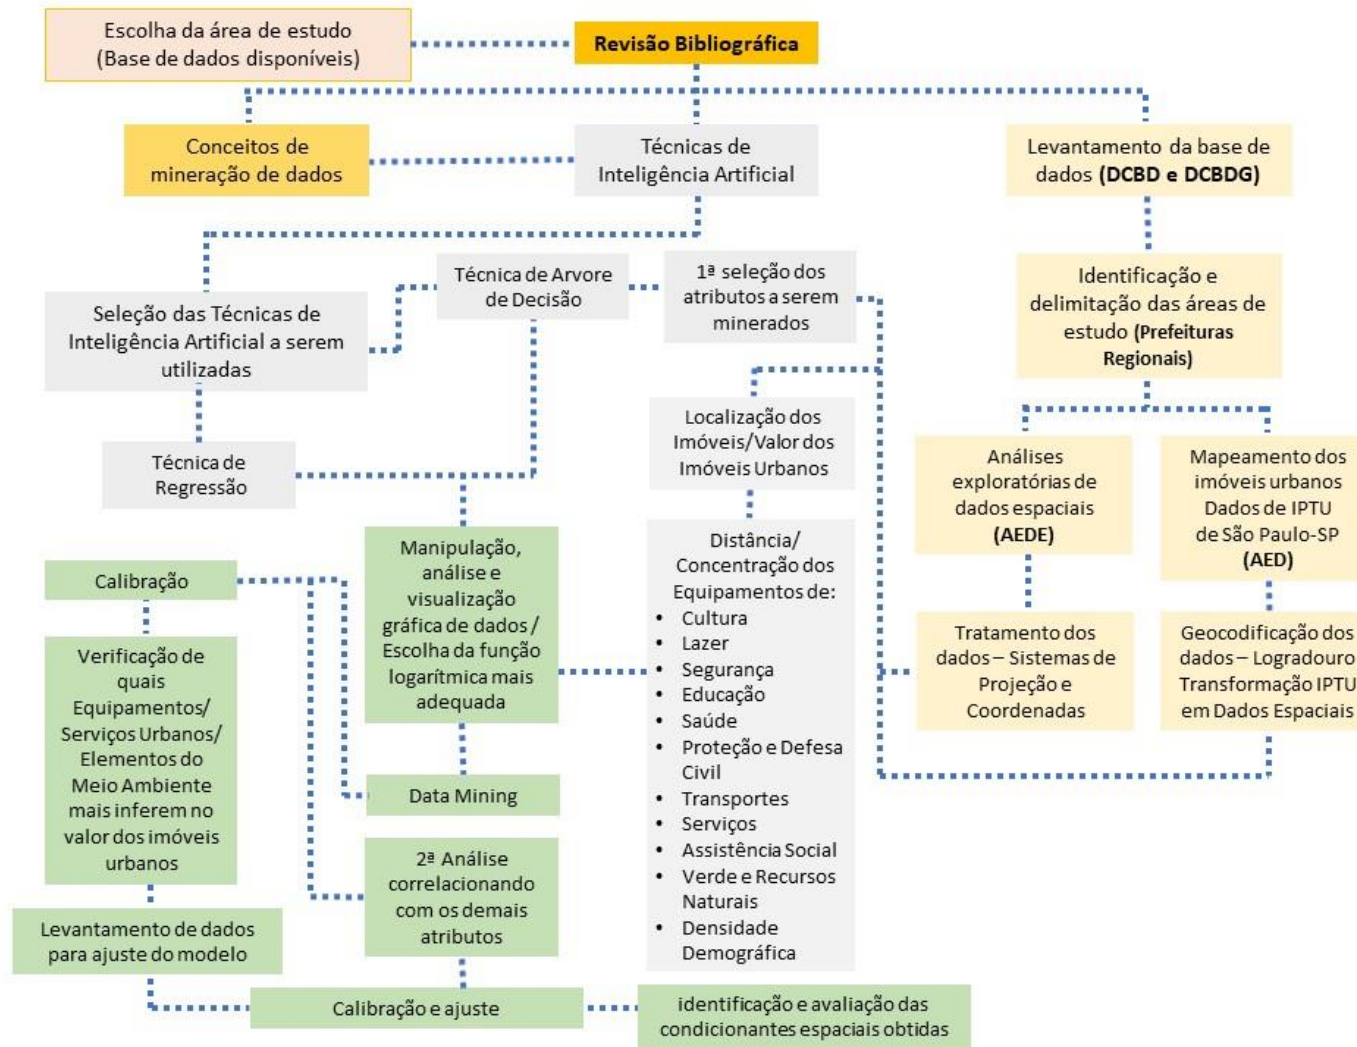 Escolha da área de estudo
(Base de dados disponíveis)
Revisão Bibliográfica
Conceitos de
mineração de dados
Técnicas de
Inteligência Artificial
Levantamento da base de
dados (DCBD e DCBDG)
Seleção das Técnicas de
Inteligência Artificial a serem
utilizadas
Técnica de Arvore
de Decisão
1ª seleção dos
atributos a serem
minerados
Identificação e
delimitação das áreas de
estudo (Prefeituras
Regionais)
Técnica de
Regressão
Localização dos
Imóveis/Valor dos
Imóveis Urbanos
Análises
exploratórias de
dados espaciais
(AEDE)
Mapeamento dos
imóveis urbanos
Dados de IPTU
de São Paulo-SP
(AED)
Calibração
Manipulação,
análise e
visualização
gráfica de dados /
Escolha da função
logarítmica mais
adequada
Distância/
Concentração dos
Equipamentos de:
• Cultura
• Lazer
• Segurança
• Educação
• Saúde
• Proteção e Defesa
Civil
• Transportes
• Serviços
• Assistência Social
• Verde e Recursos
Naturais
• Densidade
Demográfica
Tratamento dos
dados – Sistemas de
Projeção e
Coordenadas
Geocodificação dos
dados – Logradouro
Transformação IPTU
em Dados Espaciais
Verificação de
quais
Equipamentos/
Serviços Urbanos/
Elementos do
Meio Ambiente
mais inferem no
valor dos imóveis
urbanos
Data Mining
2ª Análise
correlacionando
com os demais
atributos
Levantamento de dados
para ajuste do modelo
Calibração e ajuste
identificação e avaliação das
condicionantes espaciais obtidas